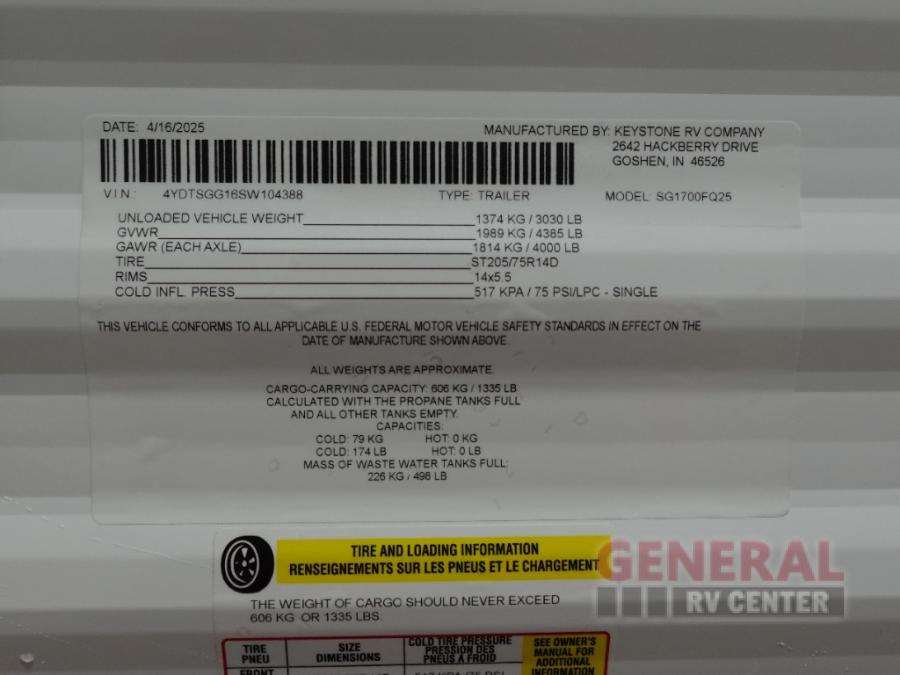 DATE: 4/16/2025
MANUFACTURED BY: KEYSTONE RV COMPANY
2642 HACKBERRY DRIVE
GOSHEN, IN 46526
V.I.N.: 4YDTSGG16SW104388 TYPE: TRAILER MODEL: SG1700FQ25
UNLOADED VEHICLE WEIGHT 1374 KG / 3030 LB
GVWR 1989 KG / 4385 LB
GAWR (EACH AXLE) 1814 KG / 4000 LB
TIRE ST205/75R14D
RIMS 14x5.5
COLD INFL. PRESS 517 KPA / 75 PSI/LPC - SINGLE
THIS VEHICLE CONFORMS TO ALL APPLICABLE U.S. FEDERAL MOTOR VEHICLE SAFETY STANDARDS IN EFFECT ON THE
DATE OF MANUFACTURE SHOWN ABOVE.
ALL WEIGHTS ARE APPROXIMATE.
CARGO-CARRYING CAPACITY: 606 KG / 1335 LB
CALCULATED WITH THE PROPANE TANKS FULL
AND ALL OTHER TANKS EMPTY.
CAPACITIES:
COLD: 79 KG HOT: 0 KG
COLD: 174 LB HOT: 0 LB
MASS OF WASTE WATER TANKS FULL:
226 KG / 498 LB
TIRE AND LOADING INFORMATION
RENSEIGNEMENTS SUR LES PNEUS ET LE CHARGEMENT
THE WEIGHT OF CARGO SHOULD NEVER EXCEED
606 KG OR 1335 LBS.
TIRE
PNEU
SIZE
DIMENSIONS
COLD TIRE PRESSURE
PRESSION DES
PNEUS A FROID
SEE OWNER'S
MANUAL FOR
ADDITIONAL
INFORMATION
FRONT
517 KPA /75 PSI
GENERAL
RV CENTER